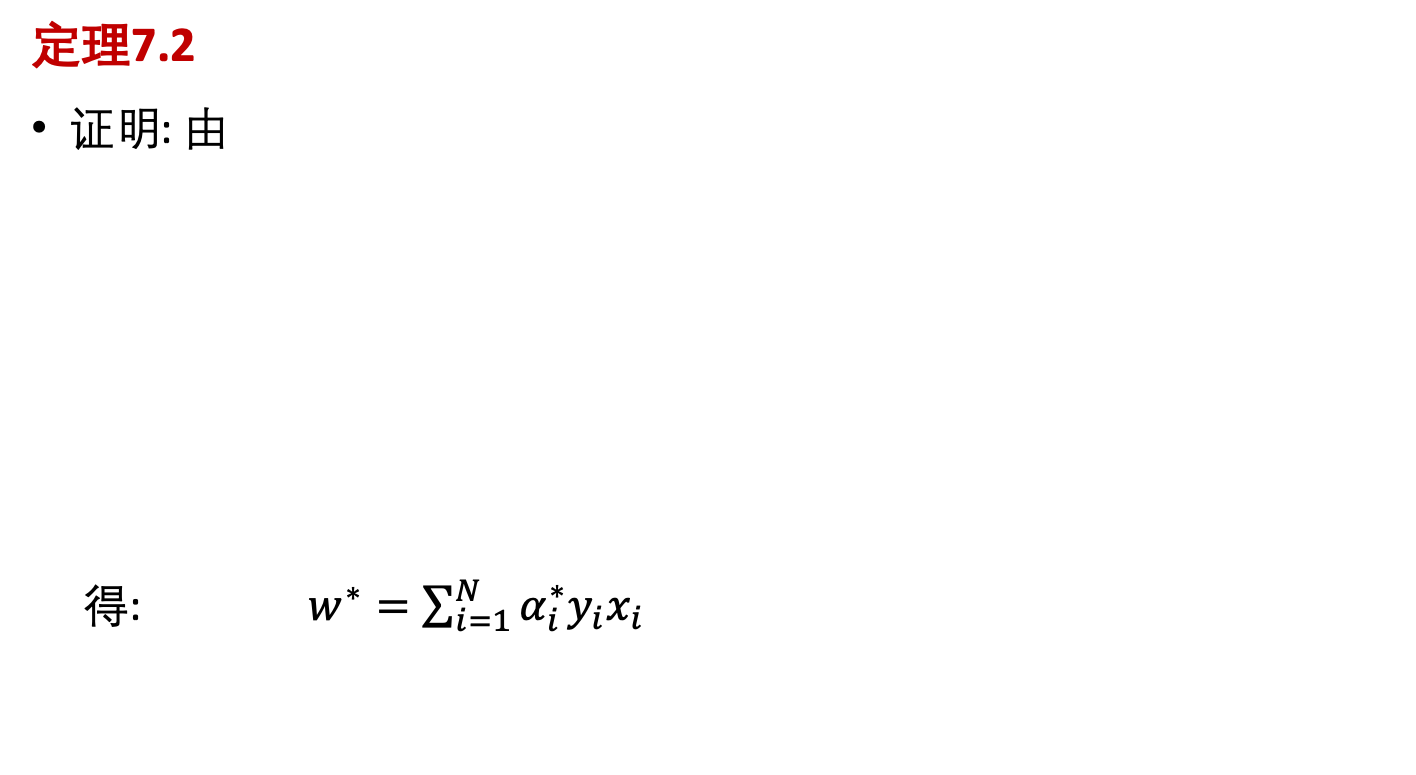 定理7.2
• 证明: 由
得: w* = ∑_{i=1}^{N} α_i^* y_i x_i